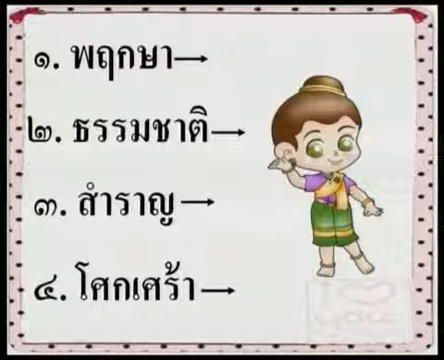 ๑. พฤกษา→
๒. ธรรมชาติ→
๓. สำราญ→
๔. โศกเศร้า→